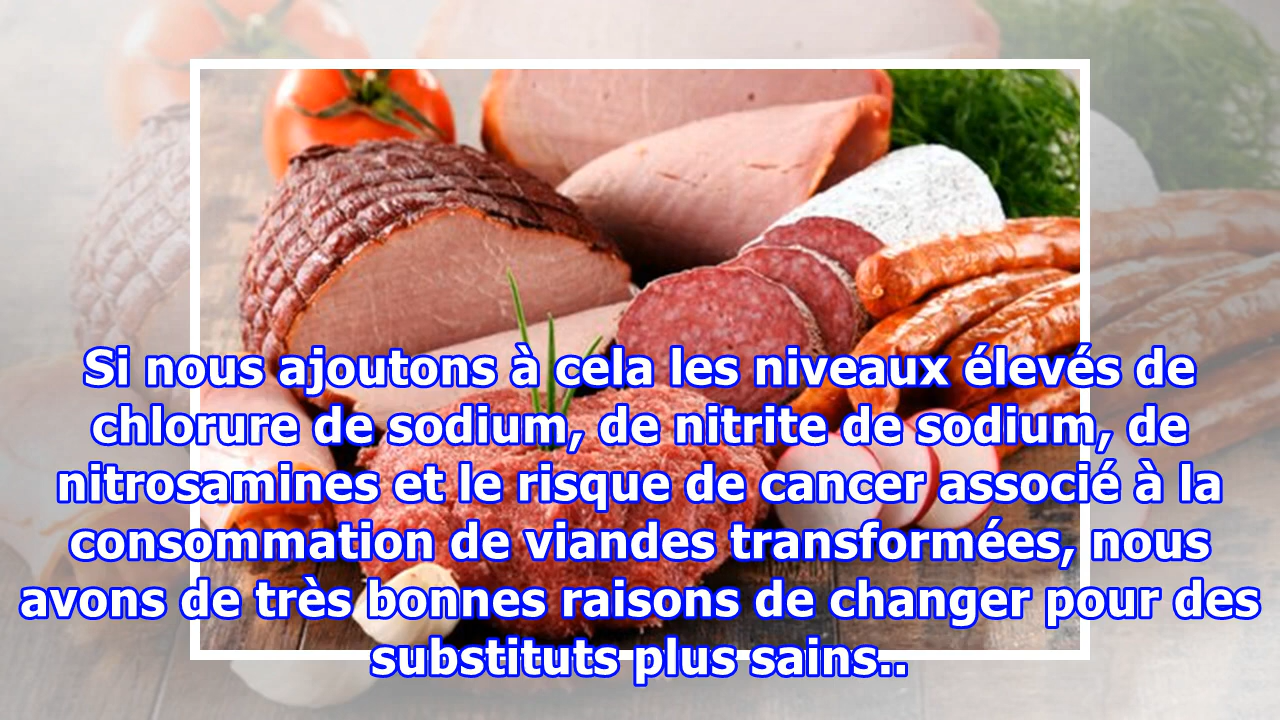 Si nous ajoutons à cela les niveaux élevés de
chlorure de sodium, de nitrite de sodium, de
nitrosamines et le risque de cancer associé à la
consommation de viandes transformées, nous
avons de très bonnes raisons de changer pour des
substituts plus sains..